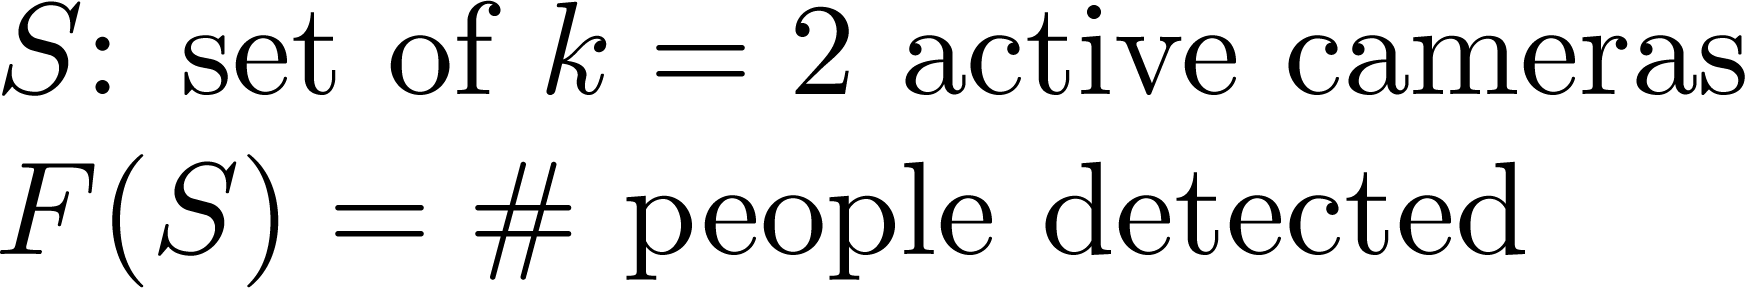 S: set of k = 2 active cameras
F(S) = # people detected